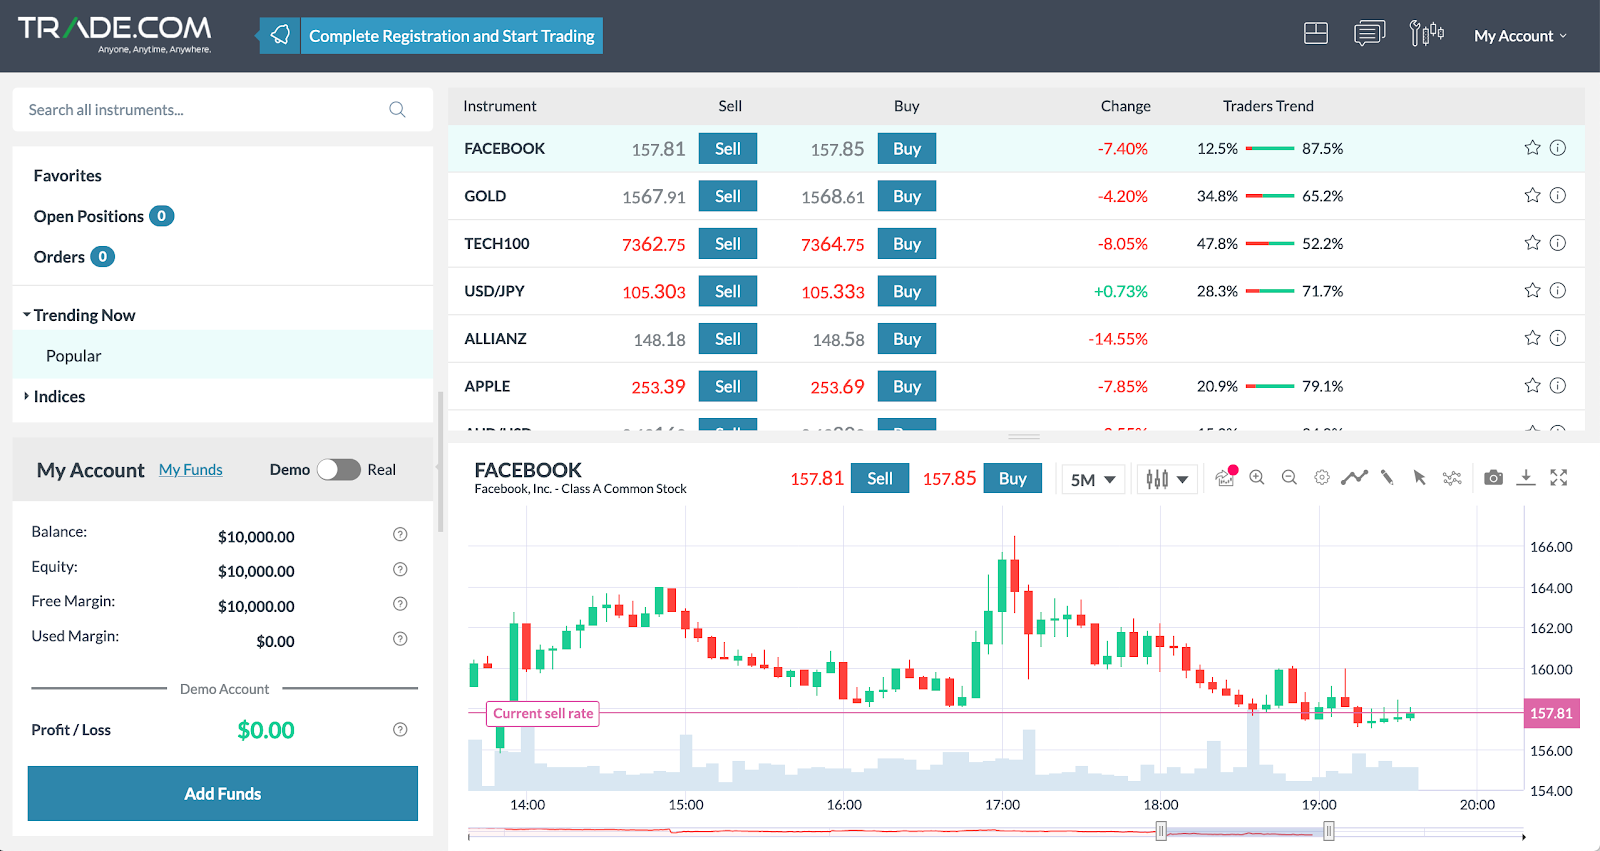 TRADE.COM
Anyone, Anytime, Anywhere.
Complete Registration and Start Trading
My Account
Search all instruments...
Favorites
Open Positions 0
Orders 0
Trending Now
Popular
Indices
Instrument Sell Buy Change Traders Trend
FACEBOOK 157.81 Sell 157.85 Buy -7.40% 12.5% 87.5%
GOLD 1567.91 Sell 1568.61 Buy -4.20% 34.8% 65.2%
TECH100 7362.75 Sell 7364.75 Buy -8.05% 47.8% 52.2%
USD/JPY 105.303 Sell 105.333 Buy +0.73% 28.3% 71.7%
ALLIANZ 148.18 Sell 148.58 Buy -14.55%
APPLE 253.39 Sell 253.69 Buy -7.85% 20.9% 79.1%
My Account My Funds Demo Real
Balance: $10,000.00
Equity: $10,000.00
Free Margin: $10,000.00
Used Margin: $0.00
Demo Account
Profit / Loss $0.00
Add Funds
FACEBOOK
Facebook, Inc. - Class A Common Stock
157.81 Sell 157.85 Buy 5M
166.00
164.00
162.00
160.00
Current sell rate 157.81
156.00
154.00
14:00 15:00 16:00 17:00 18:00 19:00 20:00